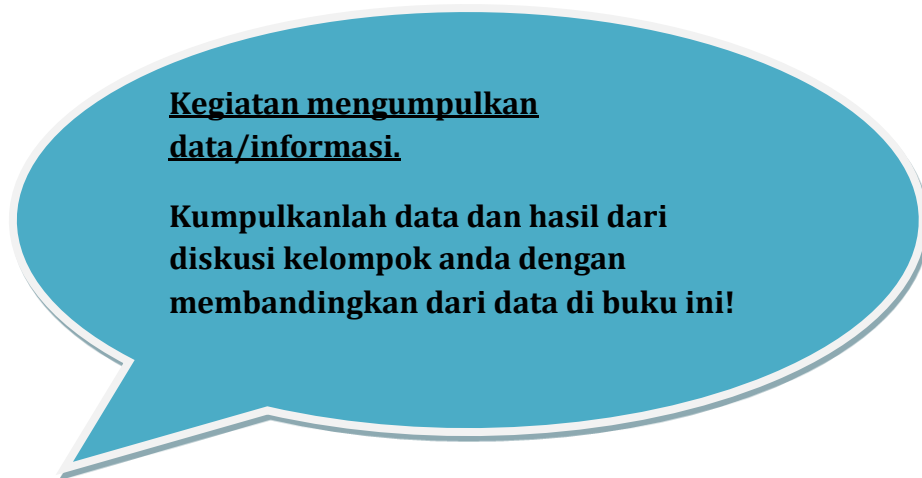 Kegiatan mengumpulkan
data/informasi.
Kumpulkanlah data dan hasil dari
diskusi kelompok anda dengan
membandingkan dari data di buku ini!